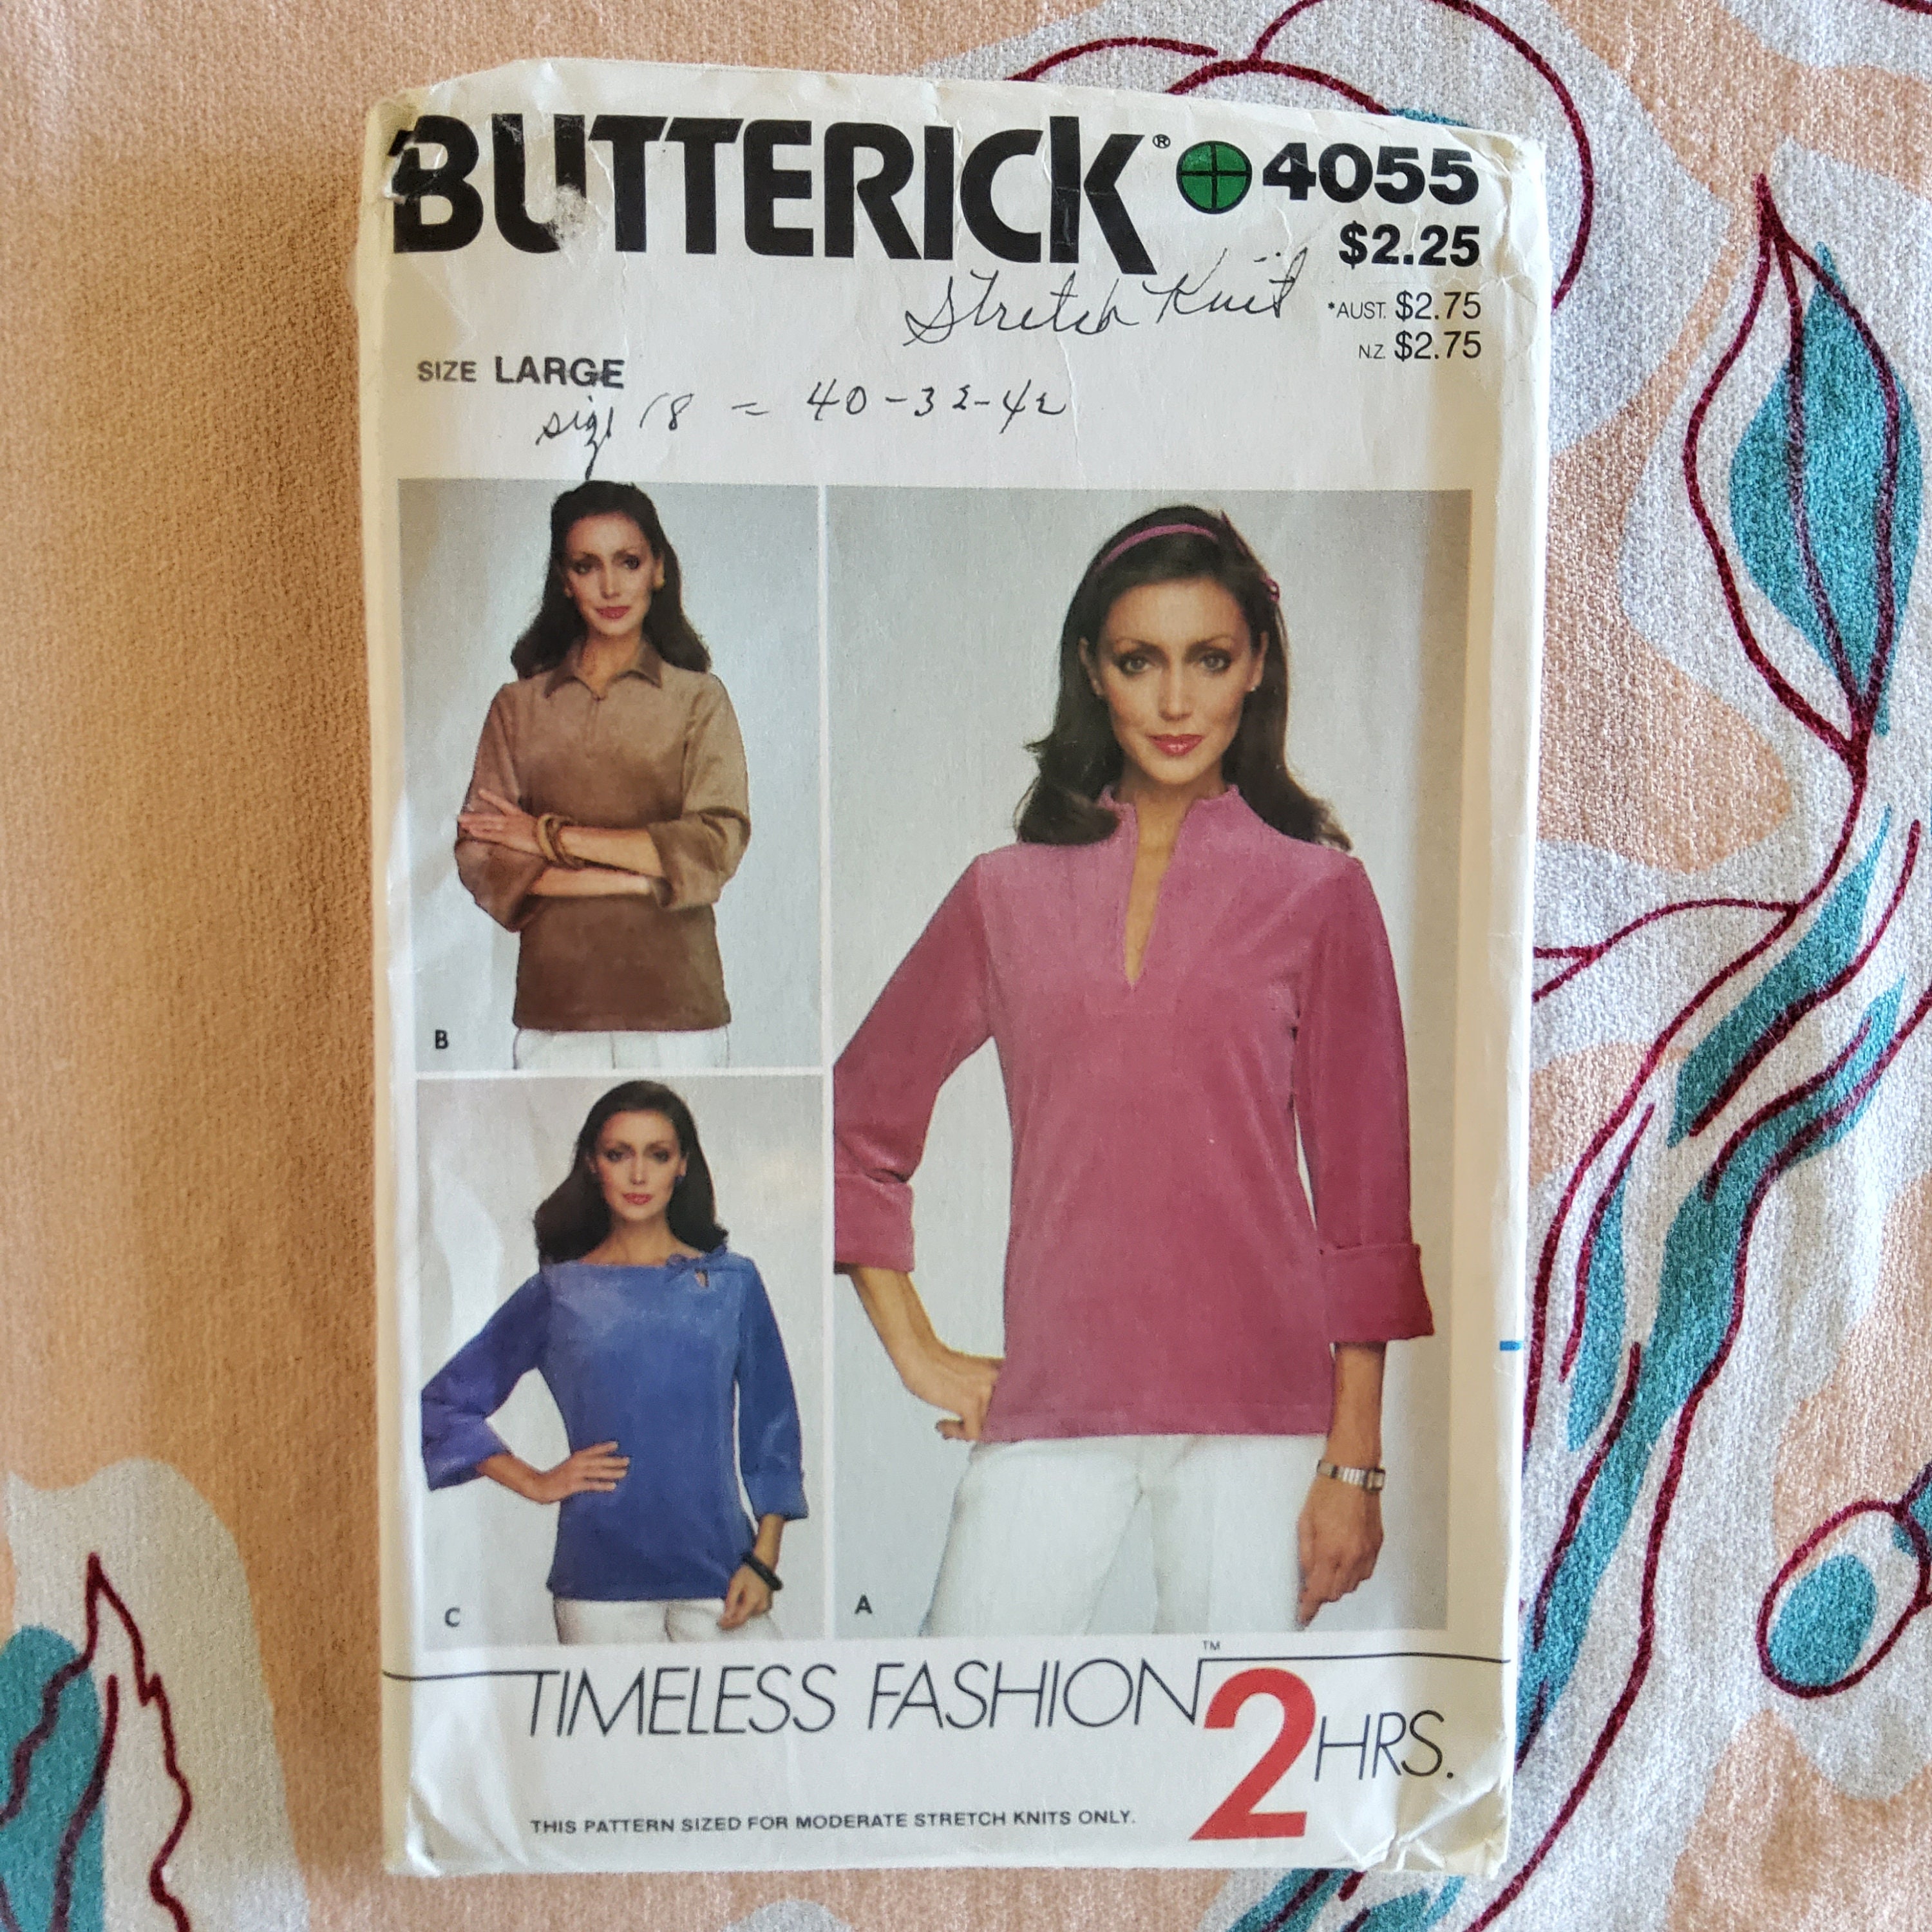 BUTTERICK® 4055
$2.25
Stretch Knit
*AUST. $2.75
N.Z. $2.75
SIZE LARGE
size 18 = 40-32-42
B
C
A
TIMELESS FASHION™ 2 HRS.
THIS PATTERN SIZED FOR MODERATE STRETCH KNITS ONLY.